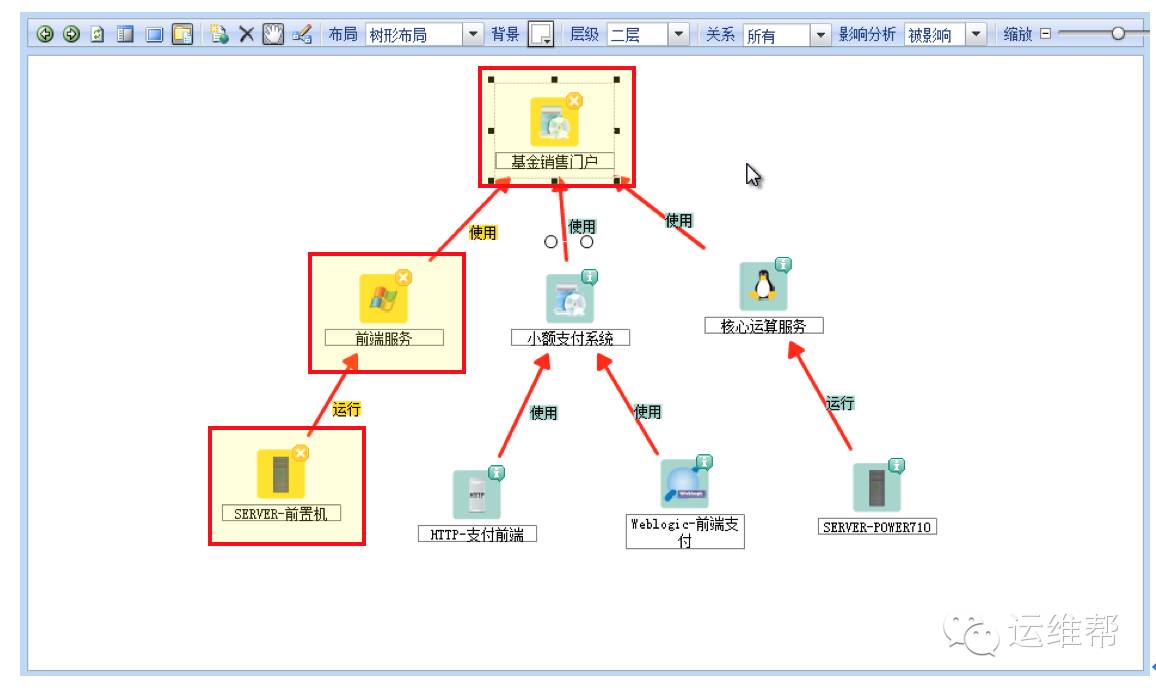 布局 树形布局 背景 层级 二层 关系 所有 影响分析 被影响 缩放
基金销售门户
使用
使用
使用
前端服务
小额支付系统
核心运算服务
运行
使用
使用
运行
SERVER-前置机
HTTP
HTTP-支付前端
WebLogic
Weblogic-前端支
付
SERVER-POWER710
运维帮